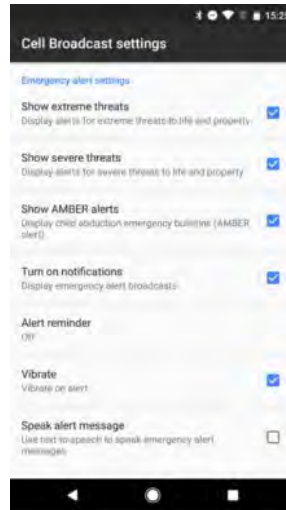 15:25
Cell Broadcast settings
Emergency alert settings
Show extreme threats
Display alerts for extreme threats to life and property
Show severe threats
Display alerts for severe threats to life and property
Show AMBER alerts
Display child abduction emergency bulletins (AMBER
alert)
Turn on notifications
Display emergency alert broadcasts
Alert reminder
Off
Vibrate
Vibrate on alert
Speak alert message
Use text-to-speech to speak emergency alert
messages